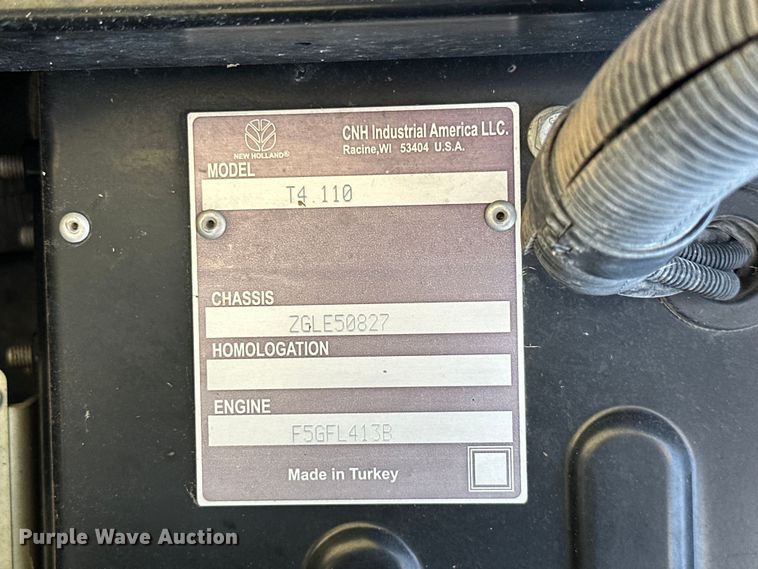 NEW HOLLAND®
CNH Industrial America LLC.
Racine,WI 53404 U.S.A.
MODEL
T4.110
CHASSIS
ZGLE50827
HOMOLOGATION
ENGINE
F5GFL413B
Made in Turkey
Purple Wave Auction